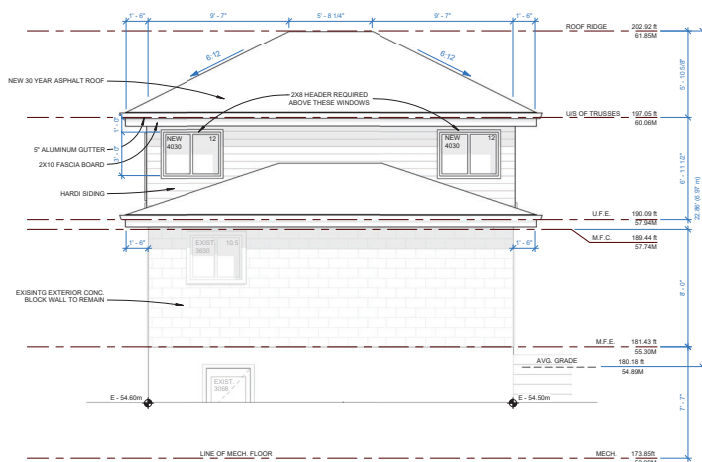 1' - 6"
9' - 7"
5' - 8 1/4"
9' - 7"
1' - 6"
ROOF RIDGE 202.92 ft
61.85M
6:12
6:12
5' - 10 5/8"
NEW 30 YEAR ASPHALT ROOF
2X8 HEADER REQUIRED
ABOVE THESE WINDOWS
U/S OF TRUSSES 197.05 ft
60.06M
1' - 0"
NEW 12
4030
NEW 12
4030
5" ALUMINUM GUTTER
2X10 FASCIA BOARD
3' - 0"
6' - 11 1/2"
HARDI SIDING
22.86' (6.97 m)
U.F.E. 190.09 ft
57.94M
M.F.C. 189.44 ft
57.74M
1' - 6"
EXIST. 10.5
3630
1' - 6"
EXISINTG EXTERIOR CONC.
BLOCK WALL TO REMAIN
8' - 0"
M.F.E. 181.43 ft
55.30M
AVG. GRADE 180.18 ft
54.89M
EXIST.
3068
E - 54.60m
E - 54.50m
7' - 7"
LINE OF MECH. FLOOR
MECH. 173.85ft